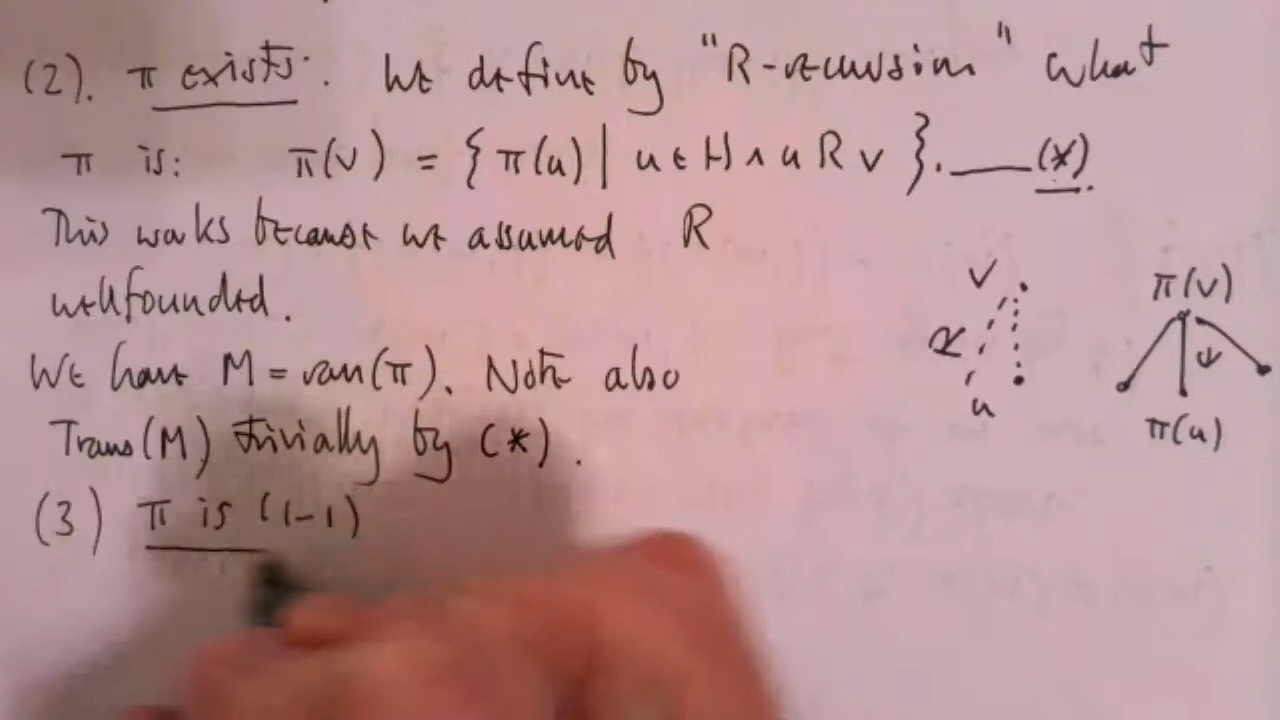 (2). π exists. We define by "R-recursion" what
π is: π(v) = { π(u) | u ∈ H ∧ u R v }. (*).
This works because we assumed R
wellfounded.
We have M = ran(π). Note also
Trans(M) trivially by (*).
(3) π is (1-1)
v
R
u
π(v)
ψ
π(u)